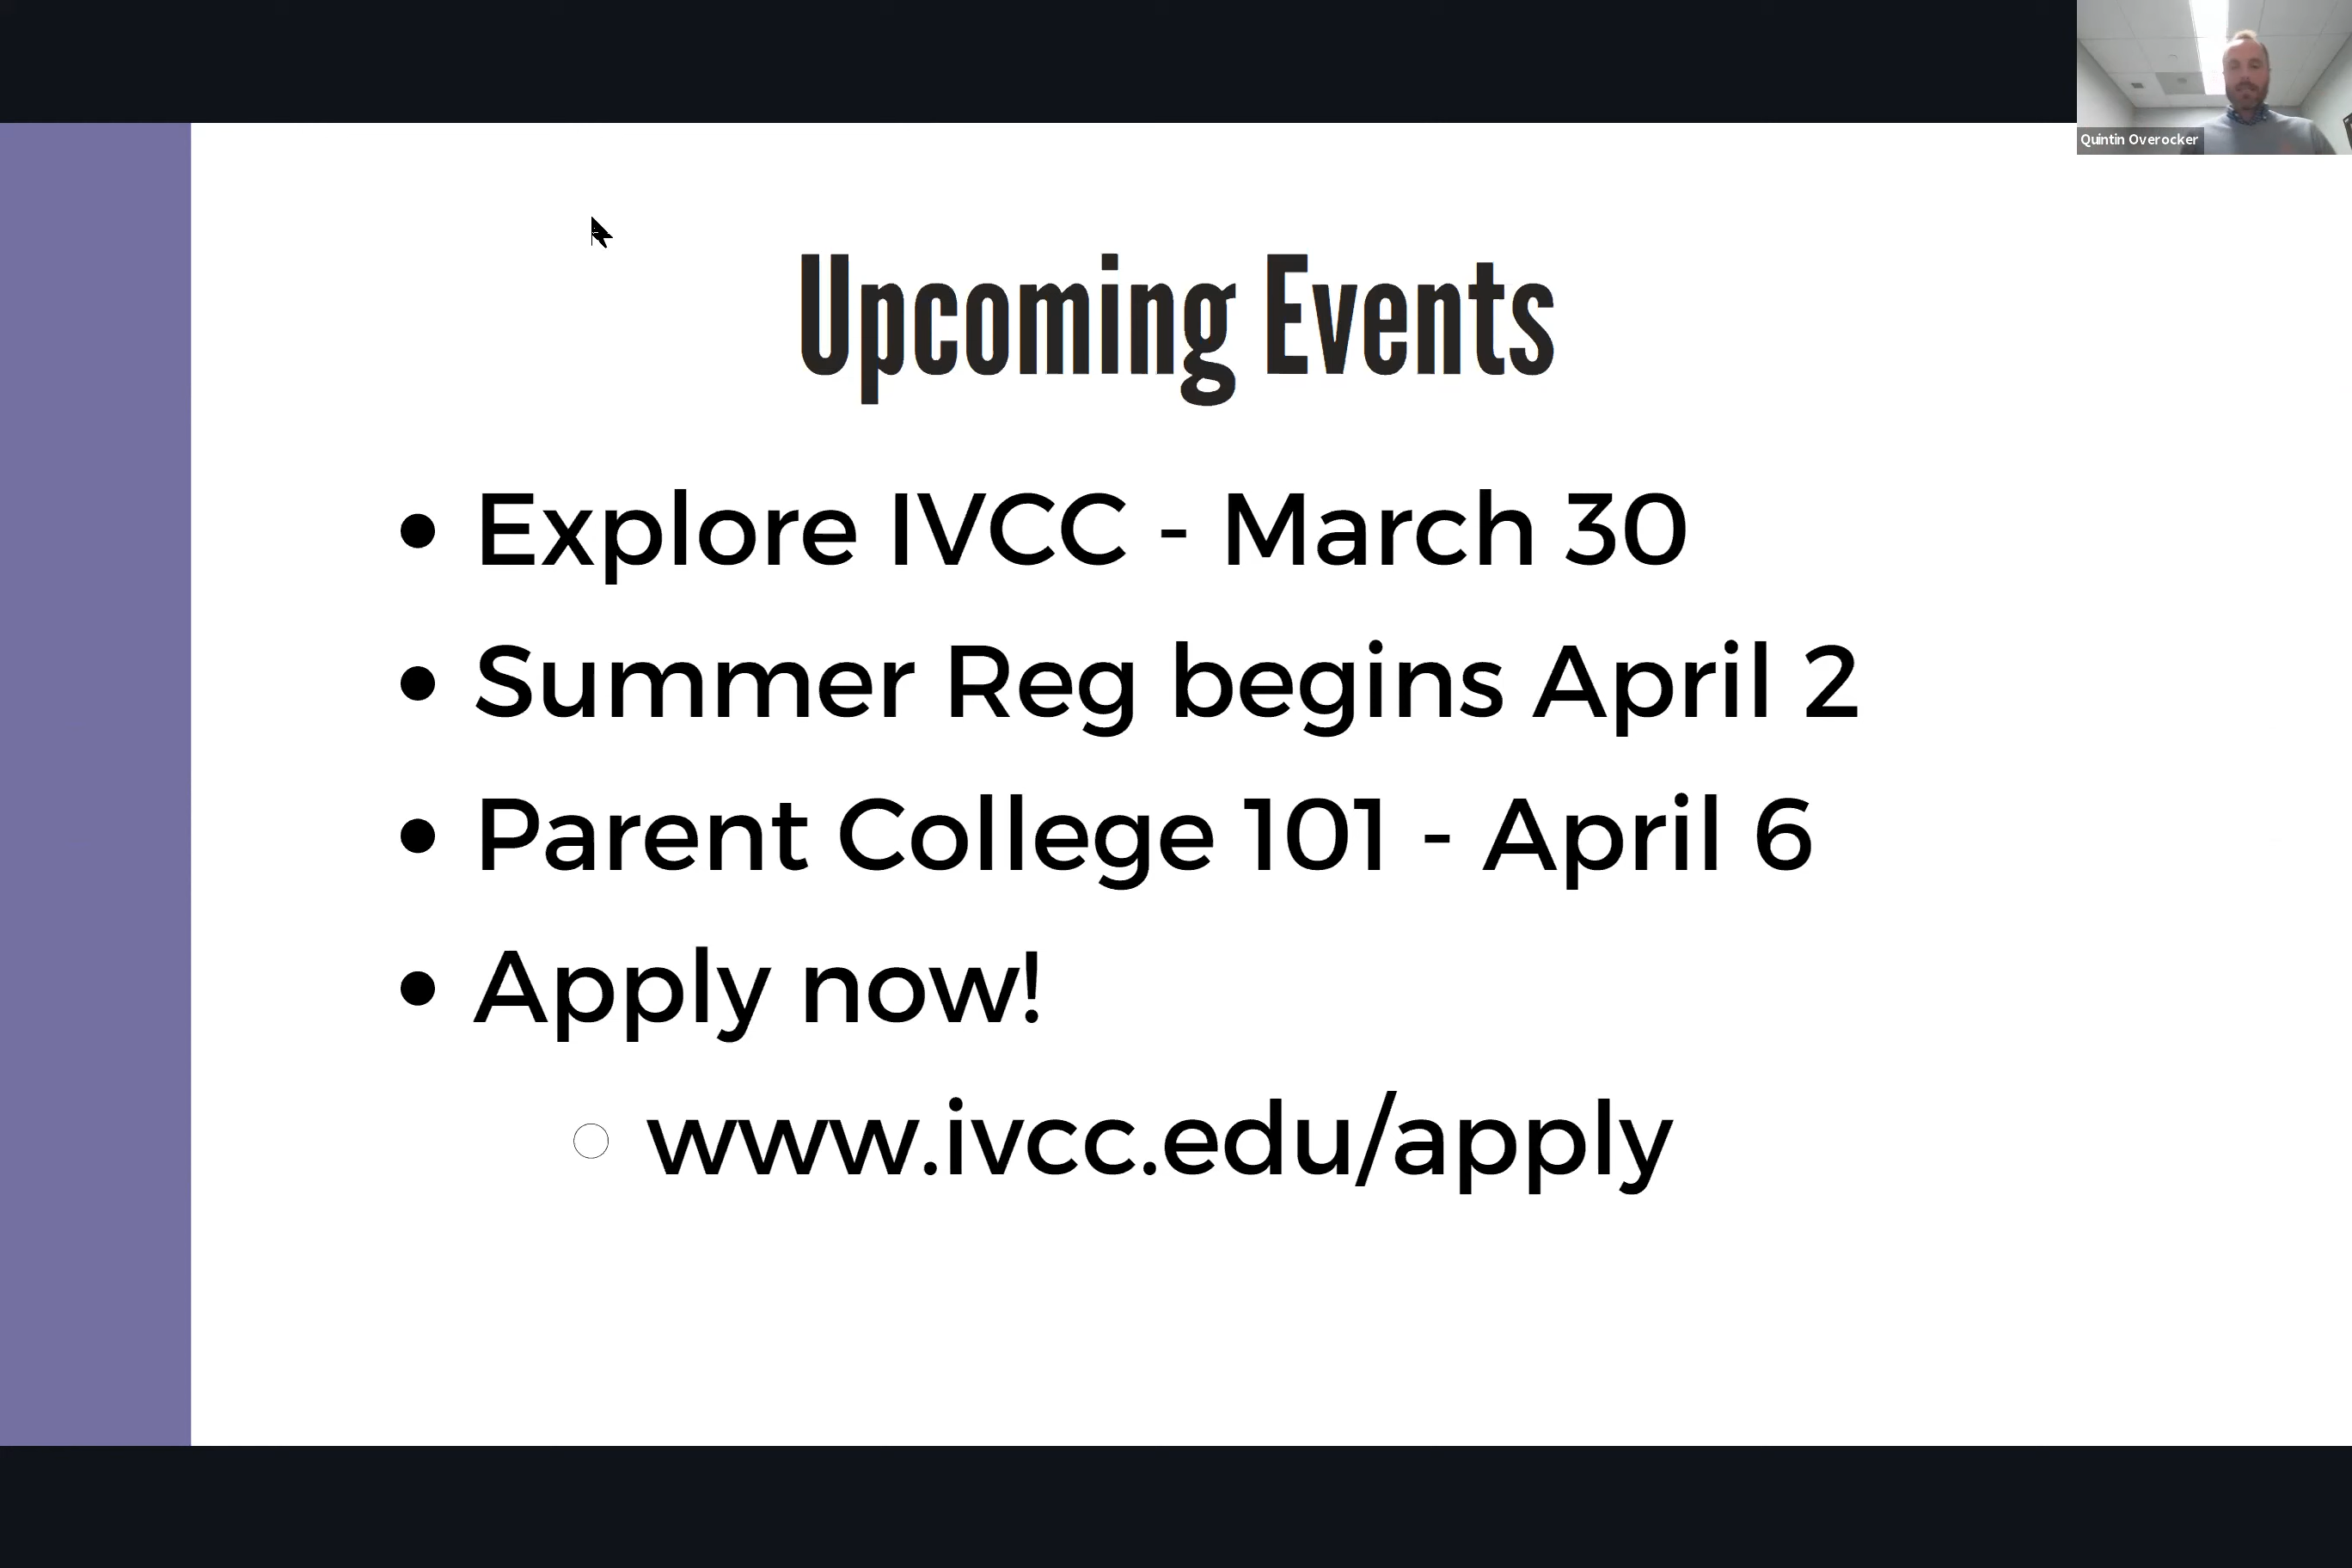 Quintin Overocker
Upcoming Events
• Explore IVCC - March 30
• Summer Reg begins April 2
• Parent College 101 - April 6
• Apply now!
○ www.ivcc.edu/apply